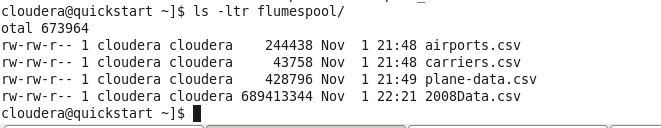 cloudera@quickstart ~]$ ls -ltr flumespool/
otal 673964
rw-rw-r-- 1 cloudera cloudera    244438 Nov  1 21:48 airports.csv
rw-rw-r-- 1 cloudera cloudera     43758 Nov  1 21:48 carriers.csv
rw-rw-r-- 1 cloudera cloudera    428796 Nov  1 21:49 plane-data.csv
rw-rw-r-- 1 cloudera cloudera 689413344 Nov  1 22:21 2008Data.csv
cloudera@quickstart ~]$